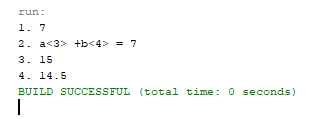 run:
1. 7
2. a<3> +b<4> = 7
3. 15
4. 14.5
BUILD SUCCESSFUL (total time: 0 seconds)